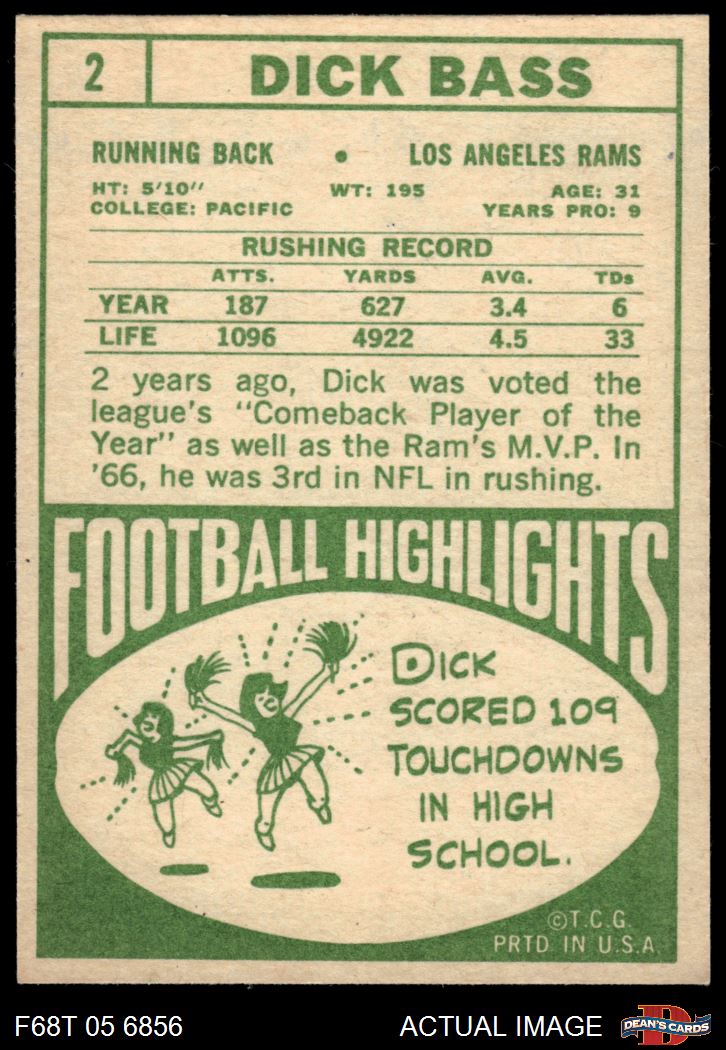 2 DICK BASS
RUNNING BACK • LOS ANGELES RAMS
HT: 5'10" WT: 195 AGE: 31
COLLEGE: PACIFIC YEARS PRO: 9
RUSHING RECORD
ATTS. YARDS AVG. TDs
YEAR 187 627 3.4 6
LIFE 1096 4922 4.5 33
2 years ago, Dick was voted the
league's "Comeback Player of the
Year" as well as the Ram's M.V.P. In
'66, he was 3rd in NFL in rushing.
FOOTBALL HIGHLIGHTS
DICK
SCORED 109
TOUCHDOWNS
IN HIGH
SCHOOL.
©T.C.G.
PRTD IN U.S.A.
F68T 05 6856 ACTUAL IMAGE D DEAN'S CARDS